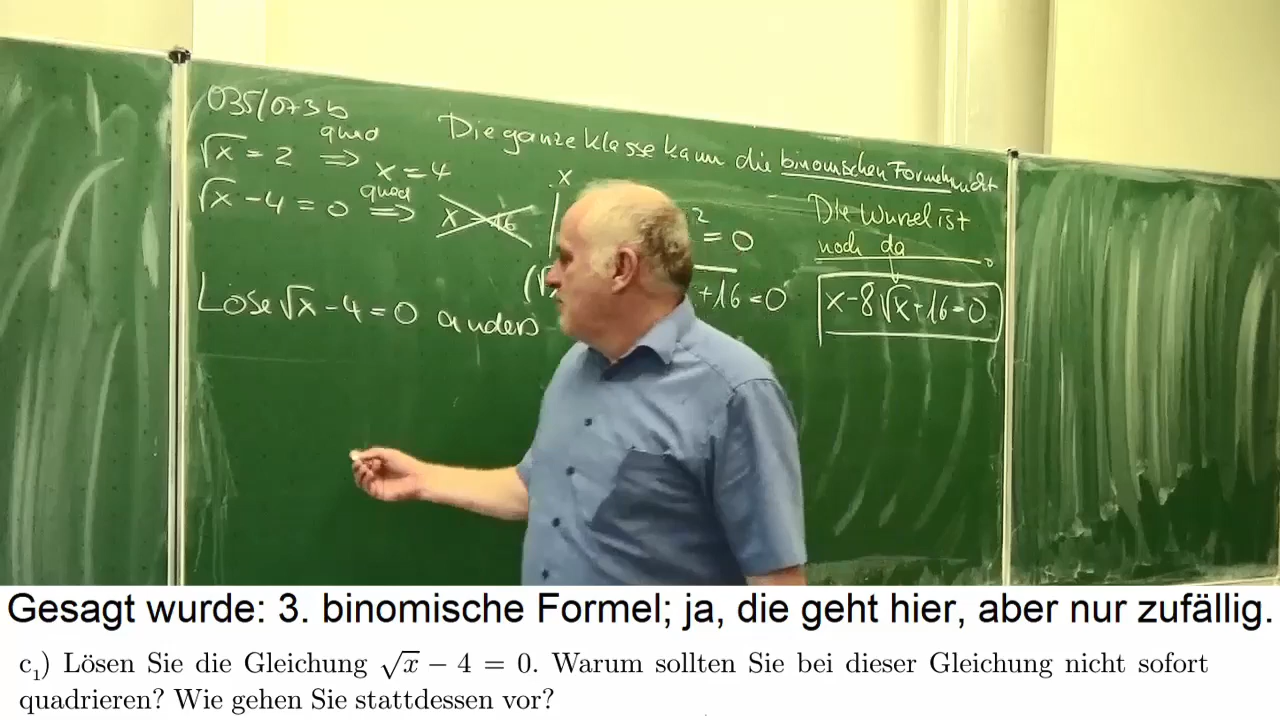 035/073b
Die ganze Klasse kann die binomischen Formeln nicht
quad
√x = 2 ⇒ x = 4
quad
√x - 4 = 0 ⇒ x = 16
x
2
= 0
Die Wurzel ist
noch da
(√
+16 = 0
x - 8√x + 16 = 0
Löse √x - 4 = 0 anders
Gesagt wurde: 3. binomische Formel; ja, die geht hier, aber nur zufällig.
c₁) Lösen Sie die Gleichung √x − 4 = 0. Warum sollten Sie bei dieser Gleichung nicht sofort
quadrieren? Wie gehen Sie stattdessen vor?